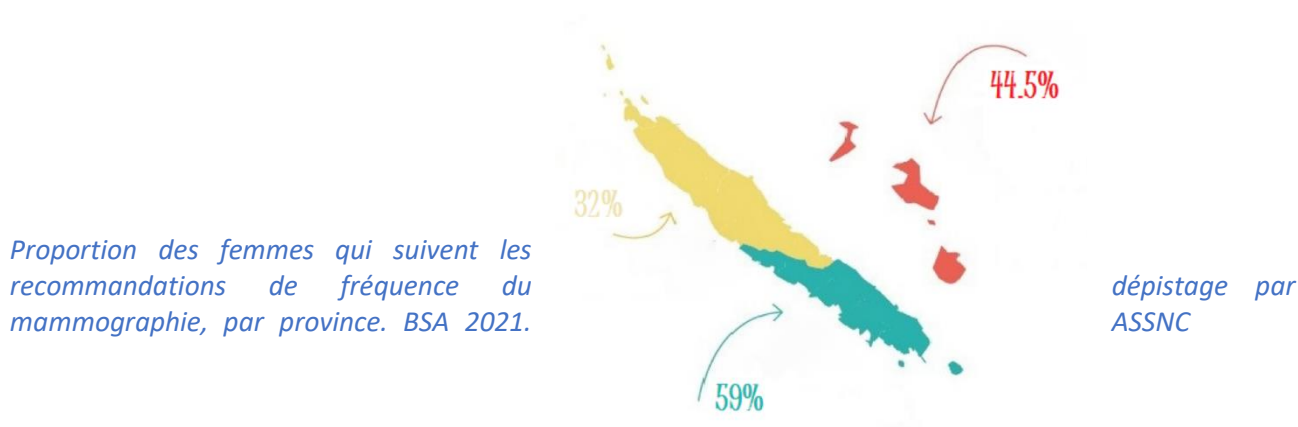 44.5%
32%
Proportion des femmes qui suivent les
recommandations de fréquence du dépistage par
mammographie, par province. BSA 2021. ASSNC
59%